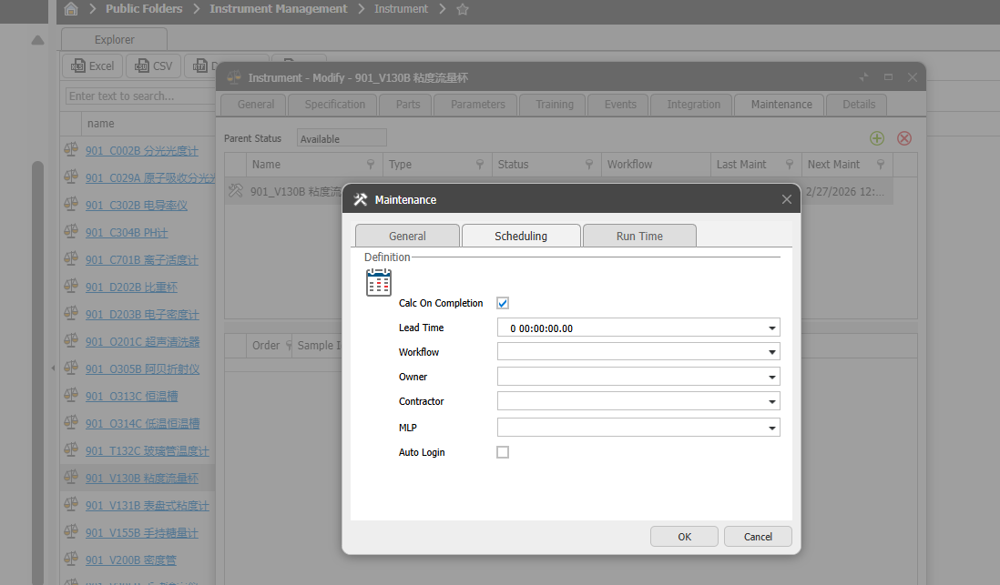 Public Folders > Instrument Management > Instrument >
Explorer
Excel
CSV
Enter text to search...
name
901_C002B 分光光度计
901_C029A 原子吸收分光
901_C302B 电导率仪
901_C304B PH计
901_C701B 离子活度计
901_D202B 比重杯
901_D203B 电子密度计
901_O201C 超声清洗器
901_O305B 阿贝折射仪
901_O313C 恒温槽
901_O314C 低温恒温槽
901_T132C 玻璃管温度计
901_V130B 粘度流量杯
901_V131B 表盘式粘度计
901_V155B 手持糖量计
901_V200B 密度管
Instrument - Modify - 901_V130B 粘度流量杯
General Specification Parts Parameters Training Events Integration Maintenance Details
Parent Status Available
Name Type Status Workflow Last Maint Next Maint
901_V130B 粘度流 2/27/2026 12:...
Order Sample
Maintenance
General Scheduling Run Time
Definition
Calc On Completion
Lead Time 0 00:00:00.00
Workflow
Owner
Contractor
MLP
Auto Login
OK Cancel